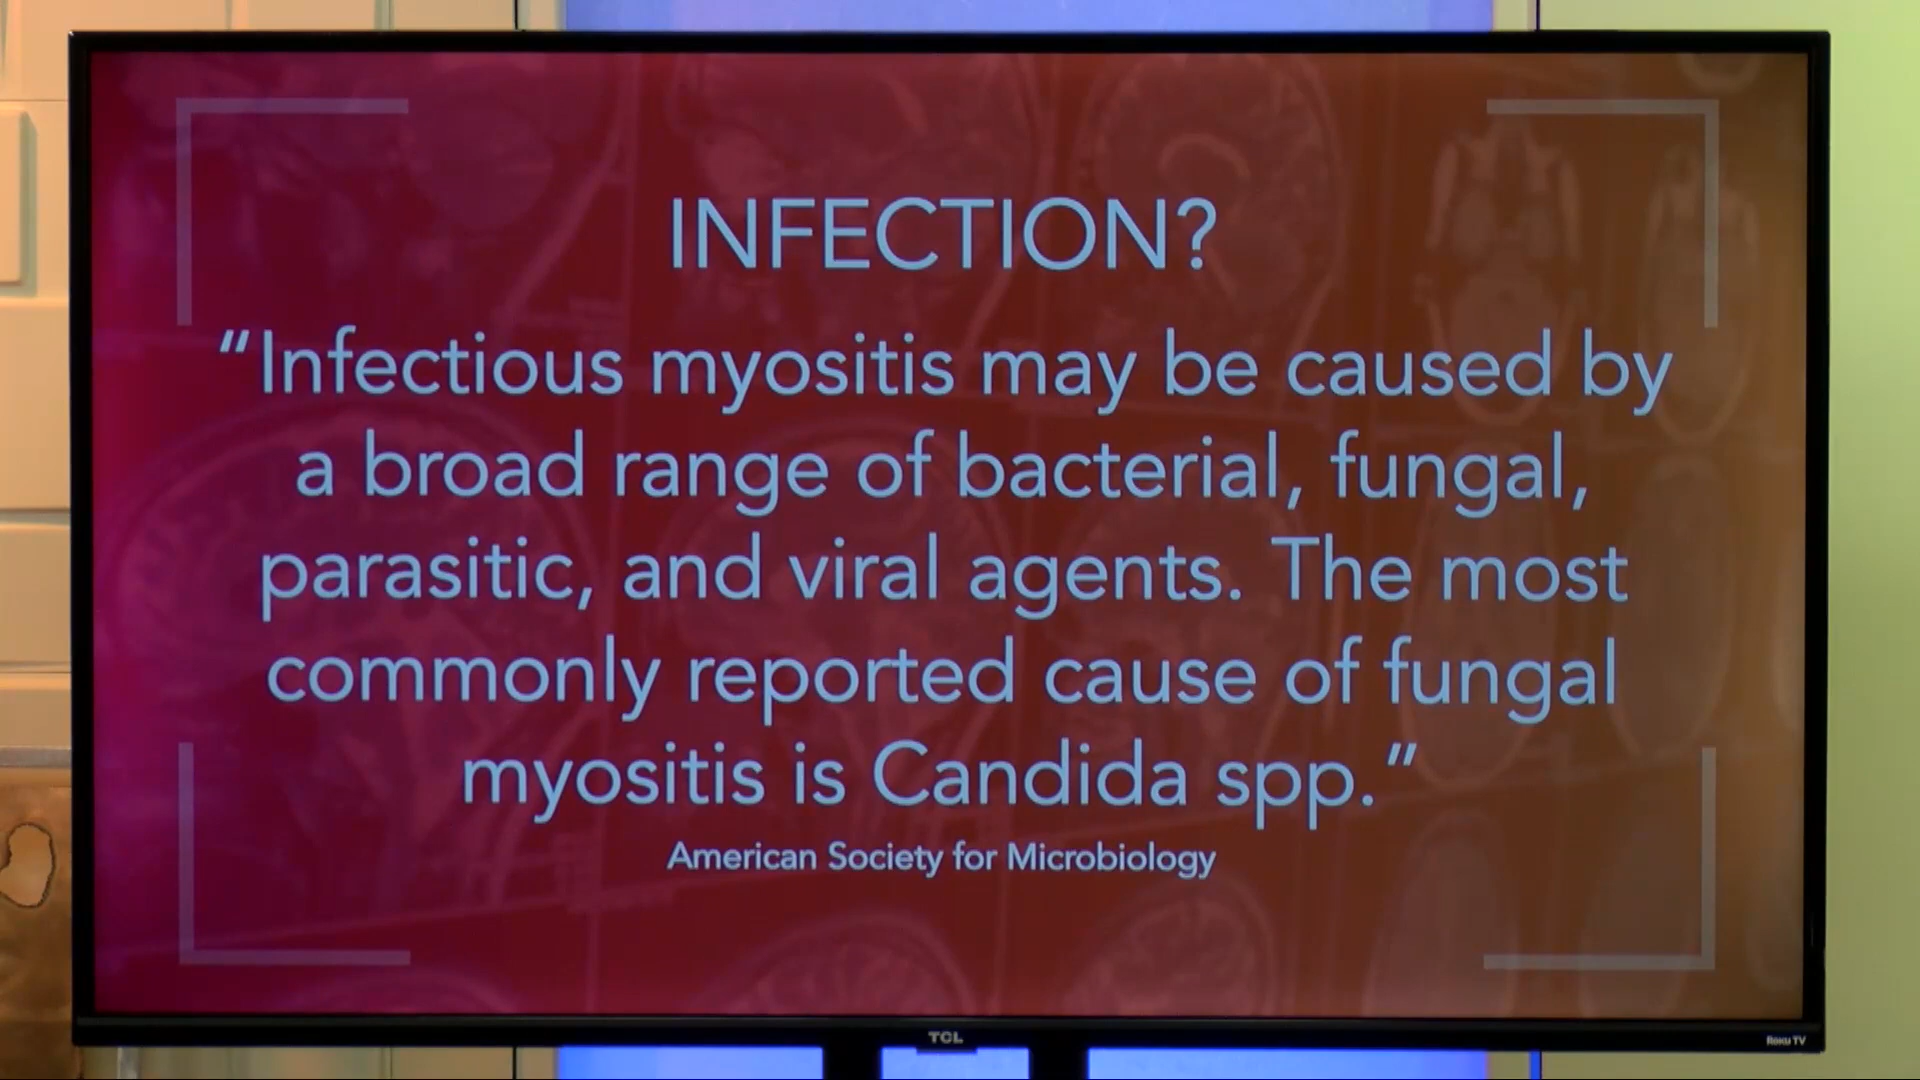 INFECTION?
“Infectious myositis may be caused by
a broad range of bacterial, fungal,
parasitic, and viral agents. The most
commonly reported cause of fungal
myositis is Candida spp.”
American Society for Microbiology
TCL
Roku TV